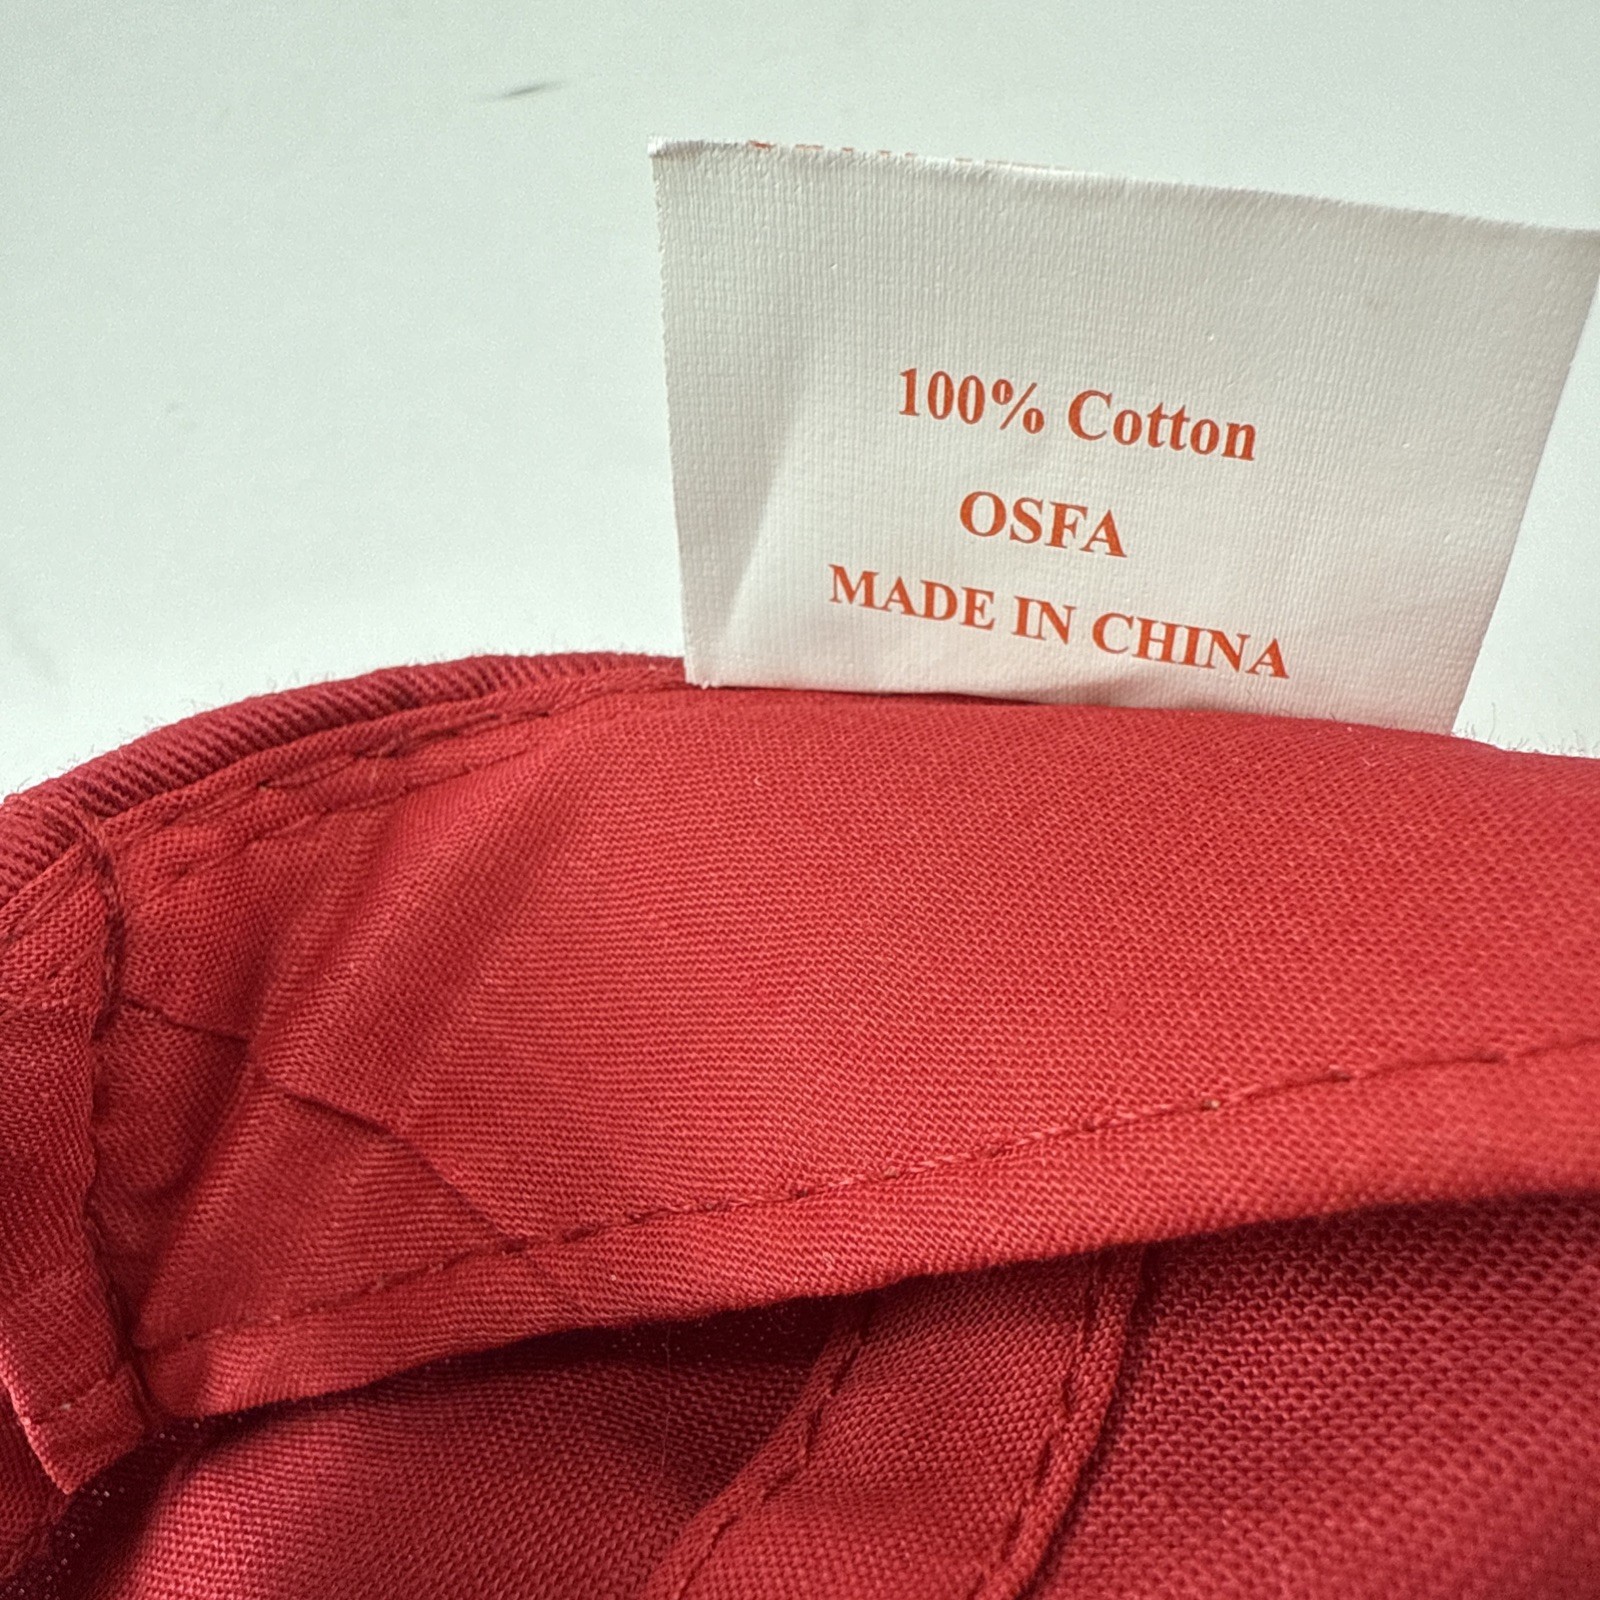 100% Cotton
OSFA
MADE IN CHINA